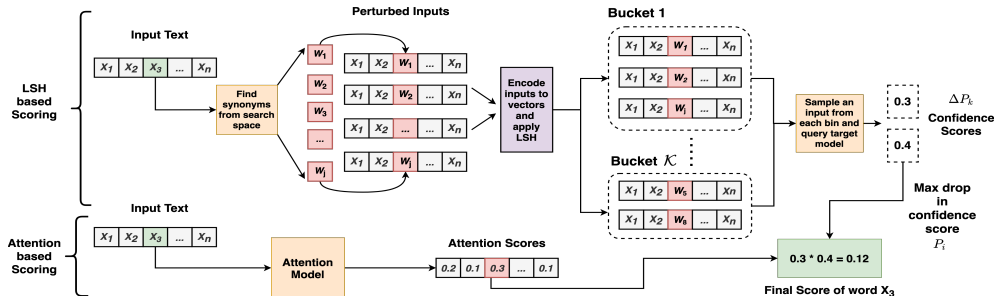 LSH
based
Scoring
Input Text
X1 X2 X3 ... Xn
Find
synonyms
from search
space
W1
W2
W3
...
Wj
Perturbed Inputs
X1 X2 W1 ... Xn
X1 X2 W2 ... Xn
X1 X2 ... ... Xn
X1 X2 Wj ... Xn
Encode
inputs to
vectors
and
apply
LSH
Bucket 1
X1 X2 W1 ... Xn
X1 X2 W2 ... Xn
X1 X2 Wj ... Xn
Bucket K
X1 X2 W5 ... Xn
X1 X2 W6 ... Xn
Sample an
input from
each bin and
query target
model
0.3
0.4
ΔPk
Confidence
Scores
Max drop
in
confidence
score
Pi
Attention
based
Scoring
Input Text
X1 X2 X3 ... Xn
Attention
Model
Attention Scores
0.2 0.1 0.3 ... 0.1
0.3 * 0.4 = 0.12
Final Score of word X3